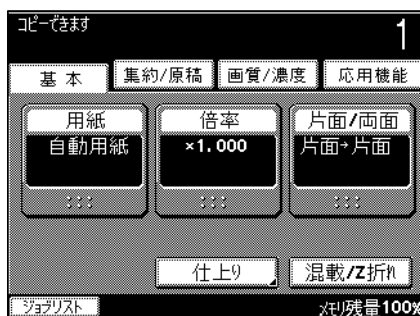 コピーできます
1
基本
集約/原稿
画質/濃度
応用機能
用紙
倍率
片面/両面
自動用紙
×1.000
片面→片面
仕上り
混載/Z折れ
ジョブリスト
メモリ残量100%